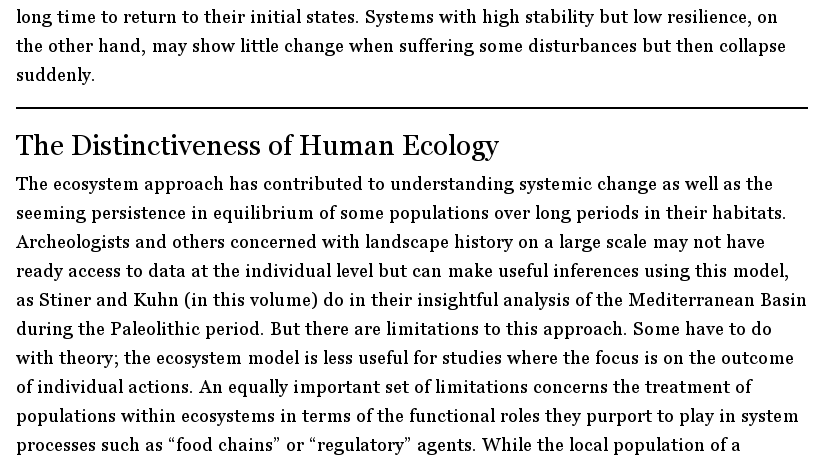 long time to return to their initial states. Systems with high stability but low resilience, on
the other hand, may show little change when suffering some disturbances but then collapse
suddenly.
The Distinctiveness of Human Ecology
The ecosystem approach has contributed to understanding systemic change as well as the
seeming persistence in equilibrium of some populations over long periods in their habitats.
Archeologists and others concerned with landscape history on a large scale may not have
ready access to data at the individual level but can make useful inferences using this model,
as Stiner and Kuhn (in this volume) do in their insightful analysis of the Mediterranean Basin
during the Paleolithic period. But there are limitations to this approach. Some have to do
with theory; the ecosystem model is less useful for studies where the focus is on the outcome
of individual actions. An equally important set of limitations concerns the treatment of
populations within ecosystems in terms of the functional roles they purport to play in system
processes such as “food chains” or “regulatory” agents. While the local population of a